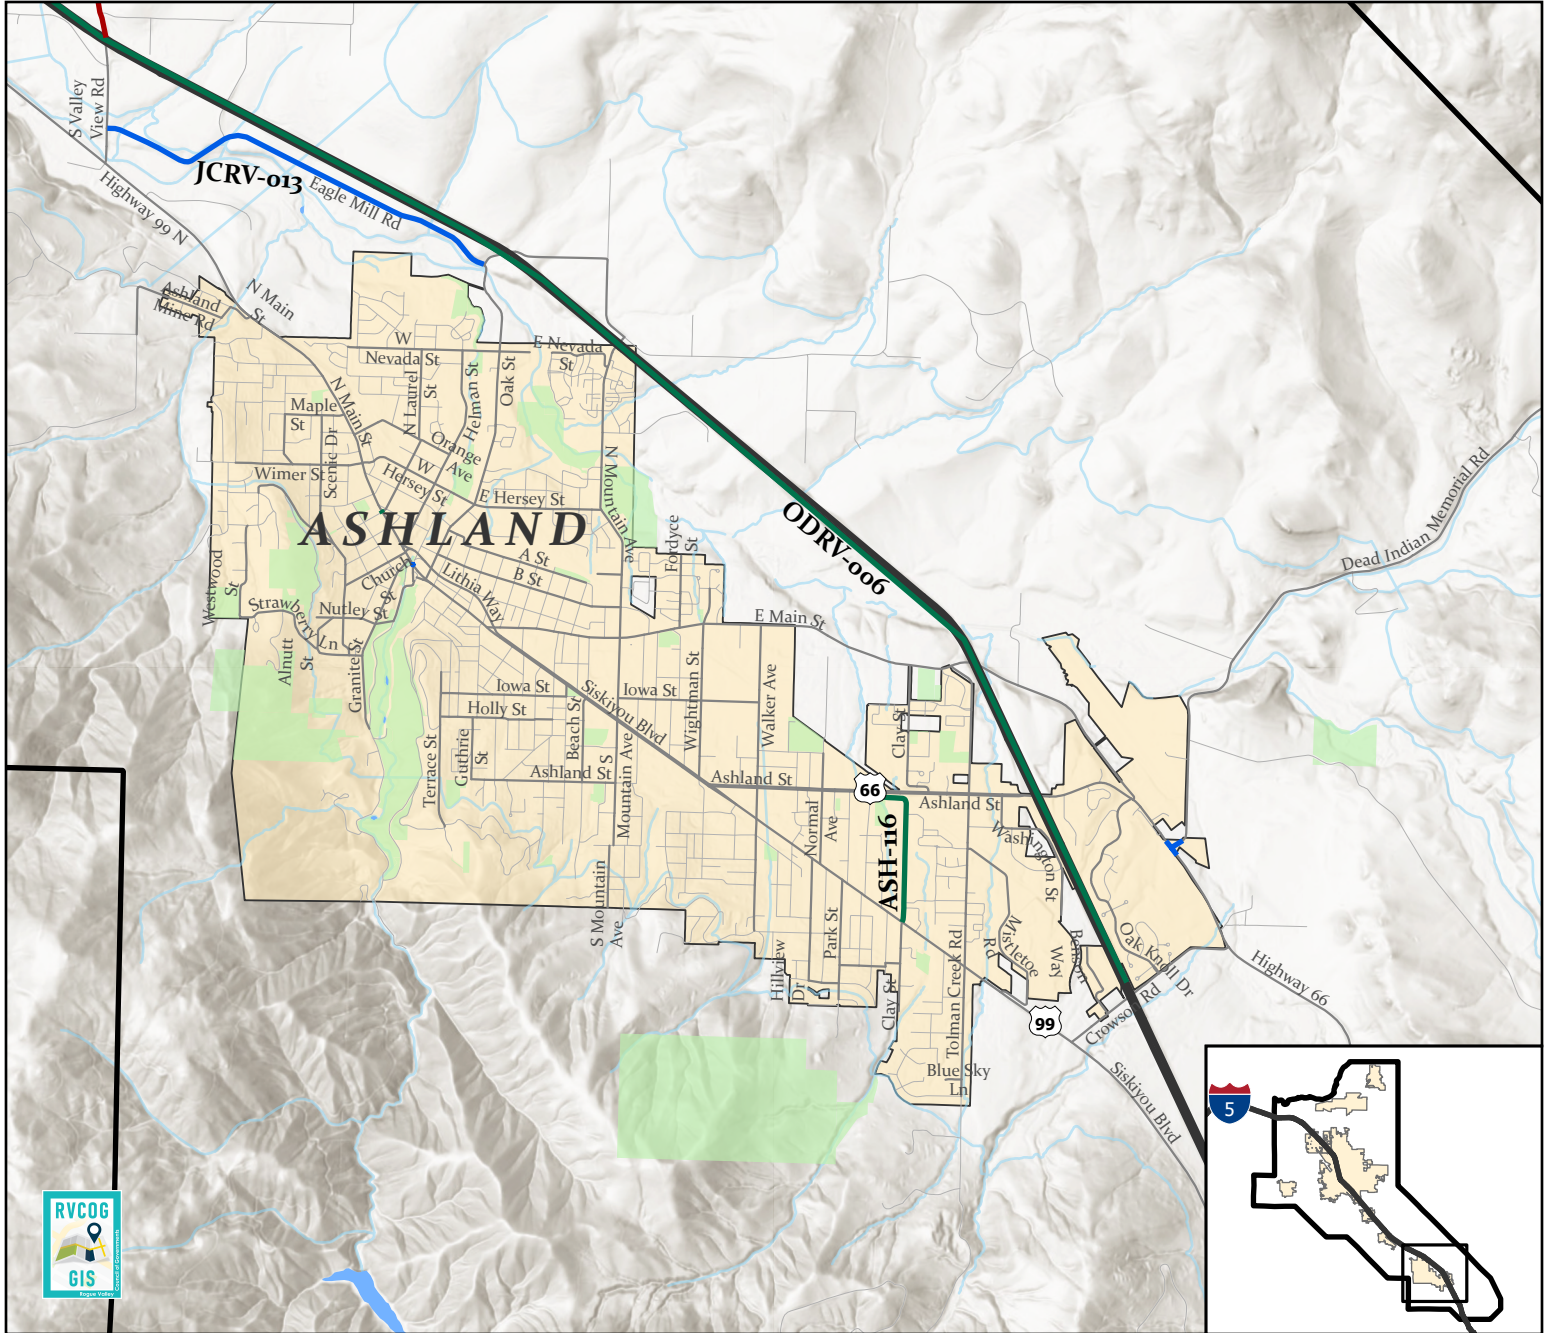 S Valley
View Rd
JCRV-013
Eagle Mill Rd
Highway 99 N
Ashland
Mine Rd
N Main
St
W
Nevada St
E Nevada
St
N Laurel
St
Helman St
Oak St
Maple
St
N Main St
Scenic Dr
Orange
Ave
Wimer St
W
Hersey St
E Hersey St
N Mountain Ave
ASHLAND
Fordyce
St
ODRV-006
Dead Indian Memorial Rd
Westwood
St
Church
St
A St
B St
Lithia Way
Strawberry Ln
Nutley St
E Main St
Alnutt
St
Granite St
Iowa St
Iowa St
Siskiyou Blvd
Wightman St
Walker Ave
Holly St
Beach St
Clay St
Terrace St
Guthrie
St
Ashland St
S
Mountain Ave
Ashland St
66
Ashland St
Normal
Ave
ASH-116
Washington St
S Mountain
Ave
Park St
Hillview
Dr
Clay St
Tolman Creek Rd
Mistletoe
Rd
Benson
Way
Oak Knoll Dr
Highway 66
99
Crowson Rd
Blue Sky
Ln
Siskiyou Blvd
5
RVCOG
GIS
Rogue Valley
Council of Governments